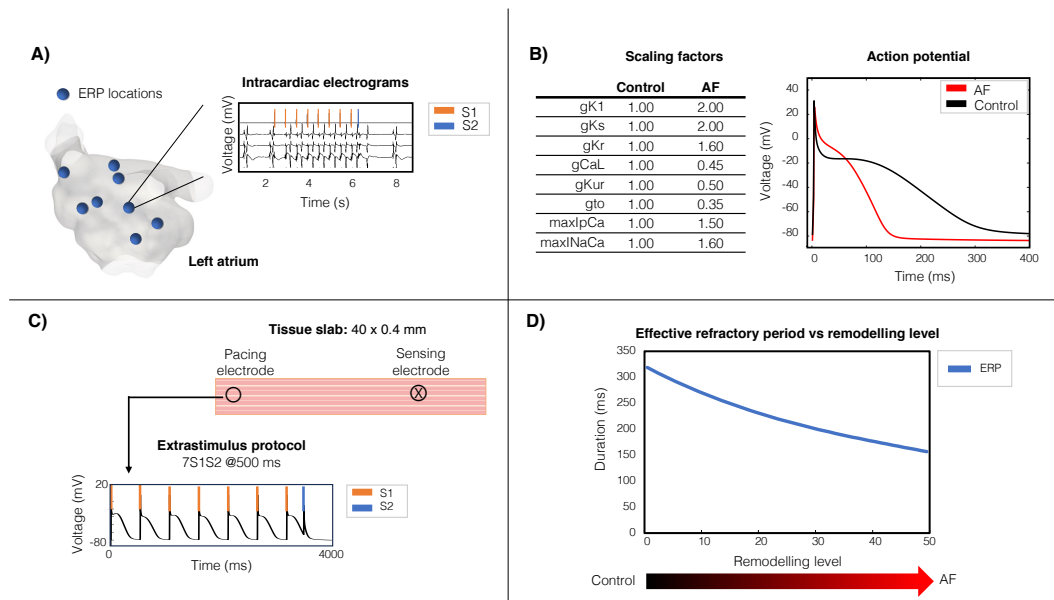 A)
ERP locations
Intracardiac electrograms
Voltage (mV)
S1
S2
2 4 6 8
Time (s)
Left atrium
B)
Scaling factors
Control AF
gK1 1.00 2.00
gKs 1.00 2.00
gKr 1.00 1.60
gCaL 1.00 0.45
gKur 1.00 0.50
gto 1.00 0.35
maxIpCa 1.00 1.50
maxINaCa 1.00 1.60
Action potential
AF
Control
Voltage (mV)
40
0
-20
-40
-60
-80
0 100 200 300 400
Time (ms)
C)
Tissue slab: 40 x 0.4 mm
Pacing
electrode
Sensing
electrode
X
Extrastimulus protocol
7S1S2 @500 ms
Voltage (mV)
20
-80
0 4000
Time (ms)
S1
S2
D)
Effective refractory period vs remodelling level
Duration (ms)
350
300
250
200
150
100
50
0
0 10 20 30 40 50
Remodelling level
ERP
Control AF